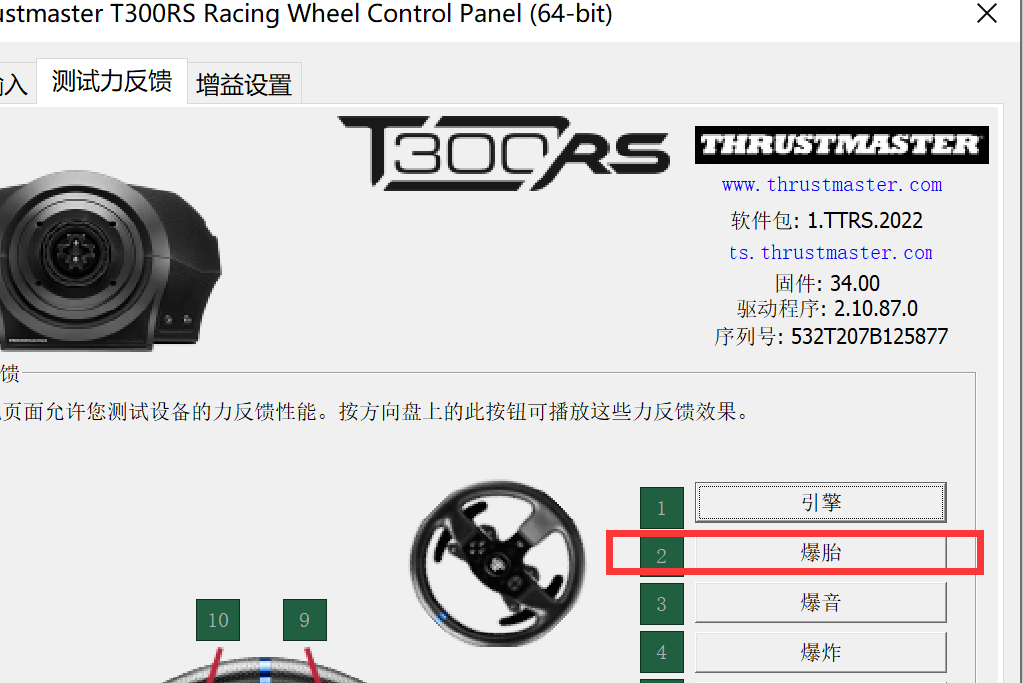 ustmaster T300RS Racing Wheel Control Panel (64-bit)
输入
测试力反馈
增益设置
T300RS
THRUSTMASTER
www.thrustmaster.com
软件包: 1.TTRS.2022
ts.thrustmaster.com
固件: 34.00
驱动程序: 2.10.87.0
序列号: 532T207B125877
馈
页面允许您测试设备的力反馈性能。按方向盘上的此按钮可播放这些力反馈效果。
1 引擎
2 爆胎
3 爆音
4 爆炸
10 9